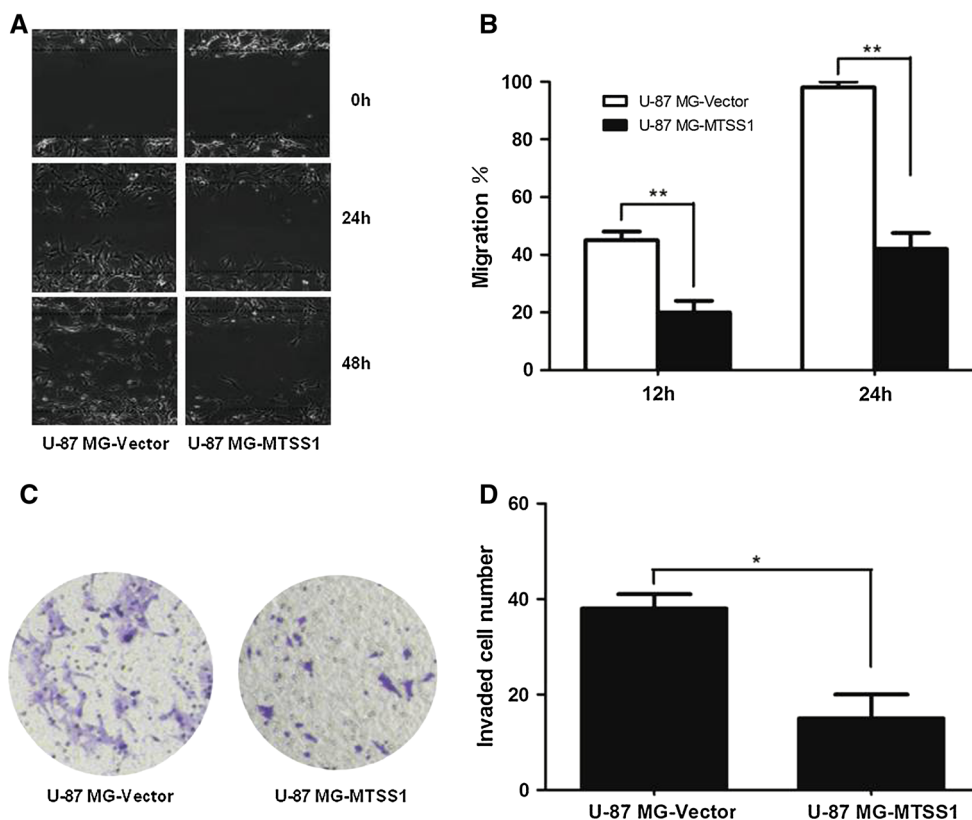 A
0h
24h
48h
U-87 MG-Vector
U-87 MG-MTSS1
B
Migration %
100
80
60
40
20
0
U-87 MG-Vector
U-87 MG-MTSS1
**
**
12h
24h
C
U-87 MG-Vector
U-87 MG-MTSS1
D
Invaded cell number
60
40
20
0
*
U-87 MG-Vector
U-87 MG-MTSS1